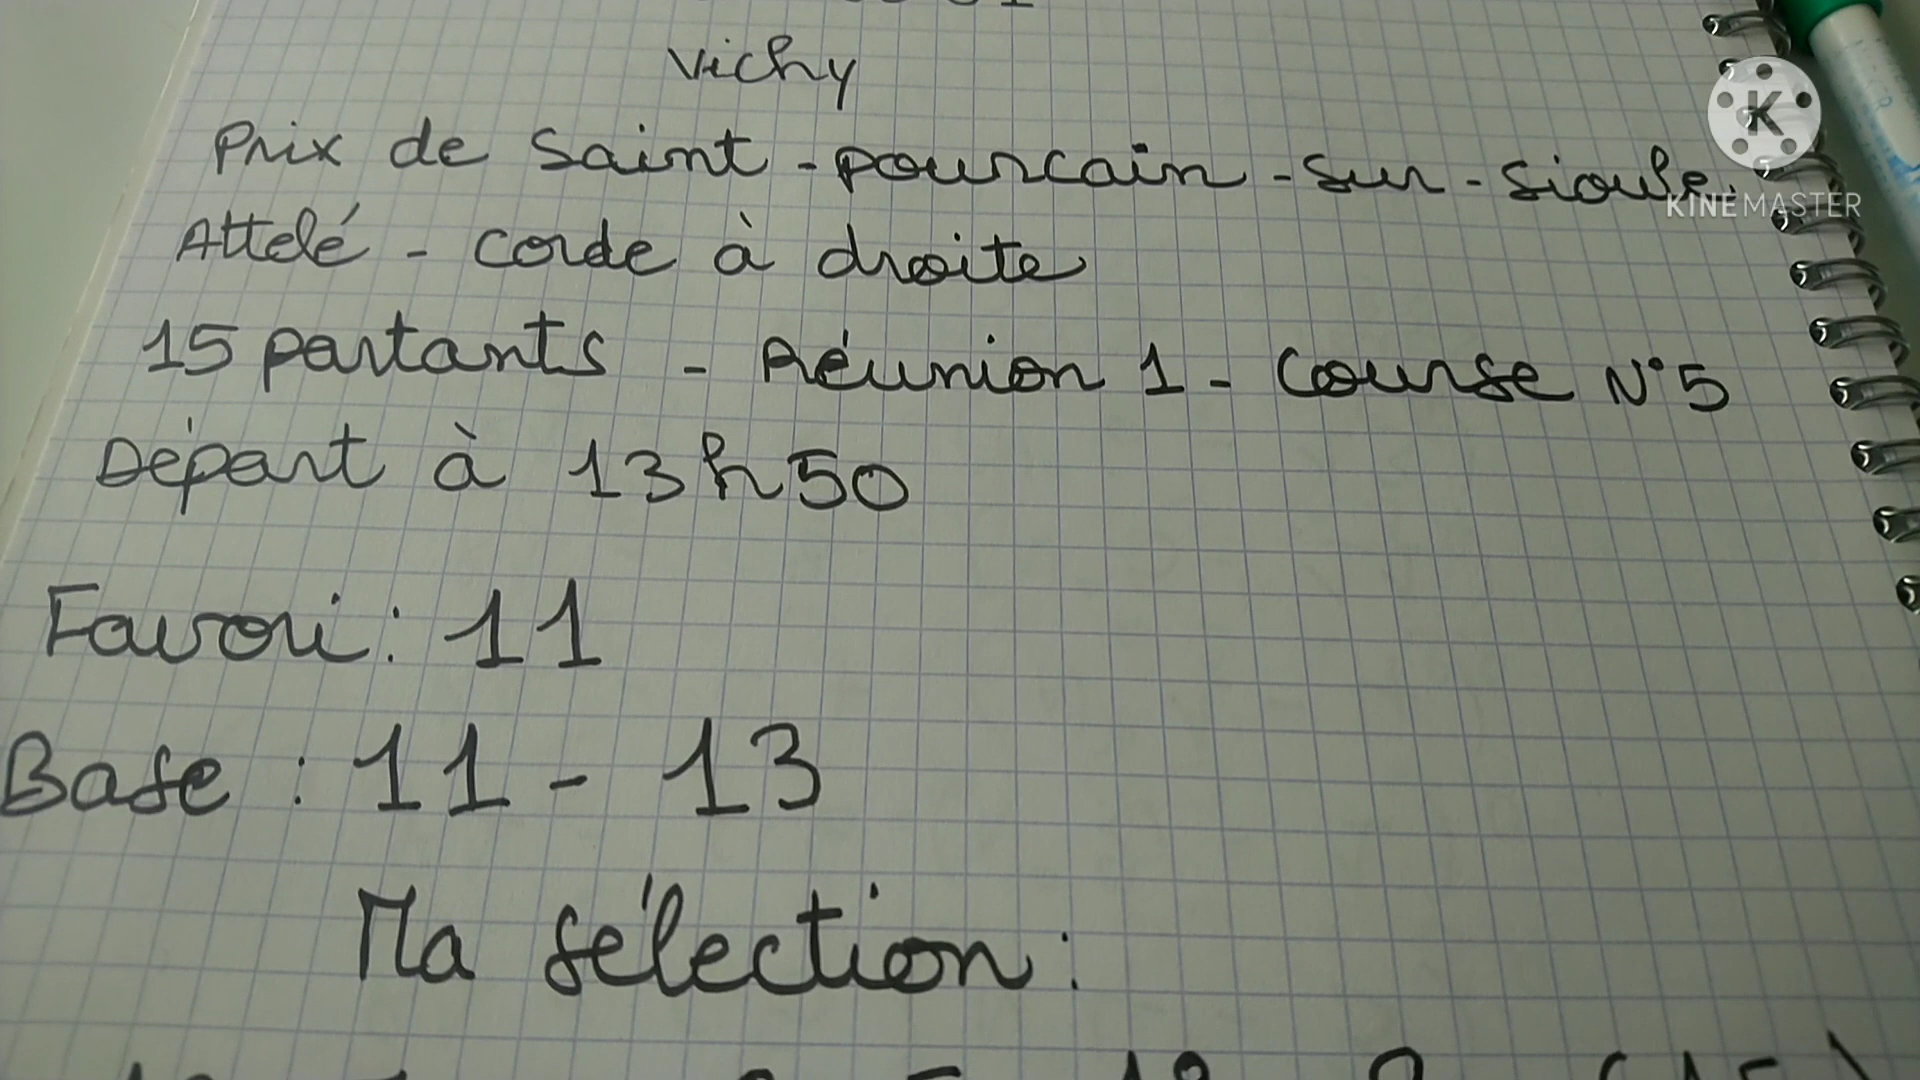 Vichy
Prix de Saint-pourcain-sur-sioule.
Attelé - Corde à droite
15 partants - Réunion 1 - Course N°5
Départ à 13h50
Favori: 11
Base : 11 - 13
Ma sélection:
K
KINEMASTER